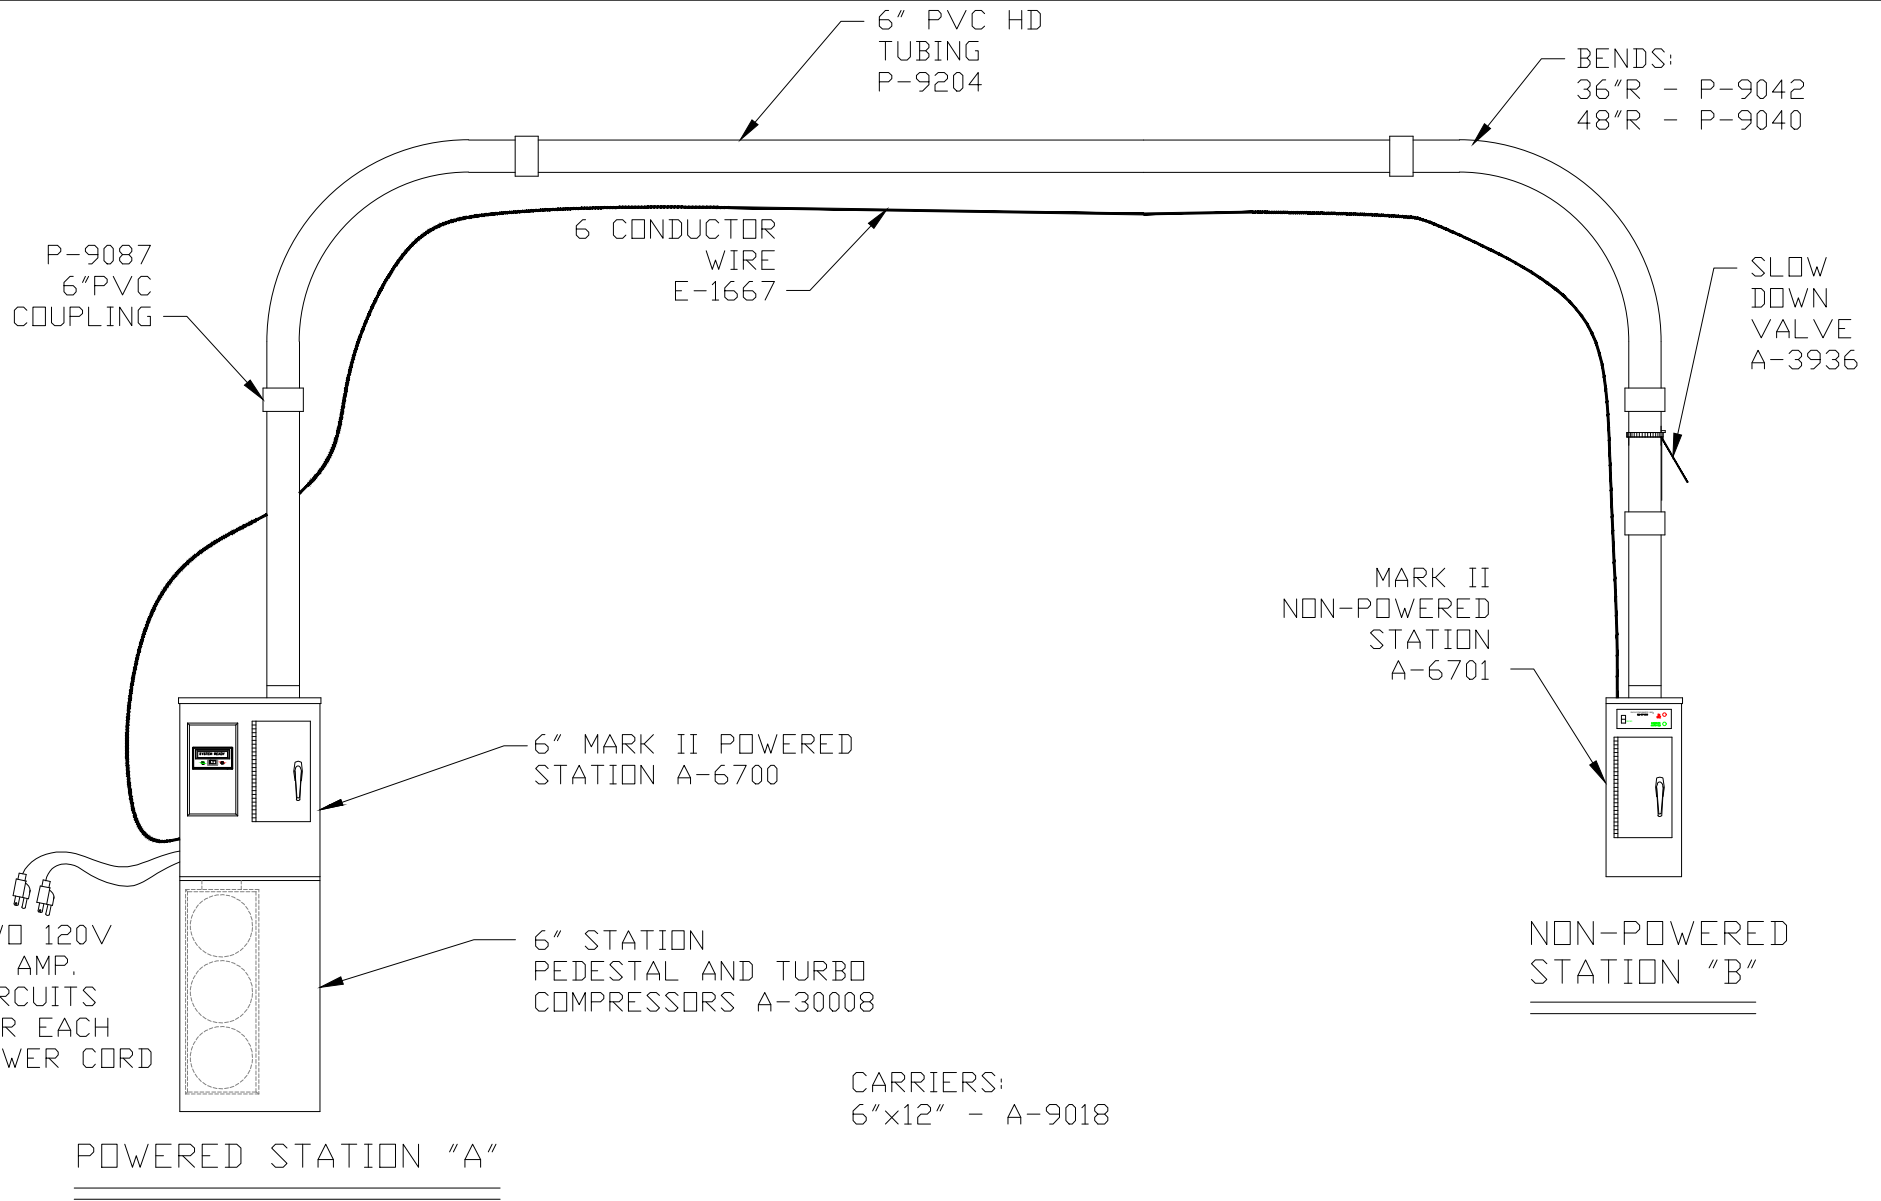 6" PVC HD
TUBING
P-9204
BENDS:
36"R - P-9042
48"R - P-9040
P-9087
6"PVC
COUPLING
6 CONDUCTOR
WIRE
E-1667
SLOW
DOWN
VALVE
A-3936
MARK II
NON-POWERED
STATION
A-6701
6" MARK II POWERED
STATION A-6700
120V
AMP.
EACH
CORD
6" STATION
PEDESTAL AND TURBO
COMPRESSORS A-30008
NON-POWERED
STATION "B"
CARRIERS:
6"x12" - A-9018
POWERED STATION "A"